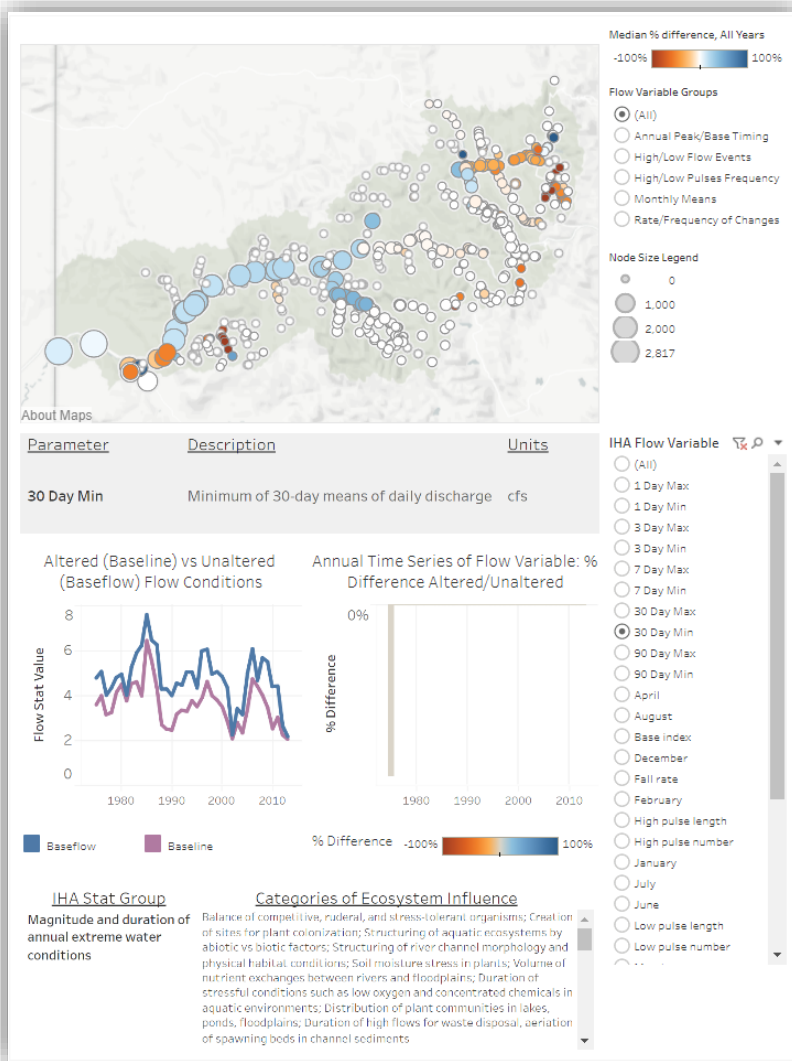 Median % difference, All Years
-100%
100%
Flow Variable Groups
(All)
Annual Peak/Base Timing
High/Low Flow Events
High/Low Pulses Frequency
Monthly Means
Rate/Frequency of Changes
Node Size Legend
0
1,000
2,000
2,817
About Maps
Parameter Description Units
30 Day Min Minimum of 30-day means of daily discharge cfs
IHA Flow Variable
(All)
1 Day Max
1 Day Min
3 Day Max
3 Day Min
7 Day Max
7 Day Min
30 Day Max
30 Day Min
90 Day Max
90 Day Min
April
August
Base index
December
Fall rate
February
High pulse length
High pulse number
January
July
June
Low pulse length
Low pulse number
Altered (Baseline) vs Unaltered
(Baseflow) Flow Conditions
Flow Stat Value
8
6
4
2
0
1980 1990 2000 2010
Baseflow Baseline
Annual Time Series of Flow Variable: %
Difference Altered/Unaltered
% Difference
0%
1980 1990 2000 2010
% Difference -100% 100%
IHA Stat Group
Magnitude and duration of
annual extreme water
conditions
Categories of Ecosystem Influence
Balance of competitive, ruderal, and stress-tolerant organisms; Creation
of sites for plant colonization; Structuring of aquatic ecosystems by
abiotic vs biotic factors; Structuring of river channel morphology and
physical habitat conditions; Soil moisture stress in plants; Volume of
nutrient exchanges between rivers and floodplains; Duration of
stressful conditions such as low oxygen and concentrated chemicals in
aquatic environments; Distribution of plant communities in lakes,
ponds, floodplains; Duration of high flows for waste disposal, aeration
of spawning beds in channel sediments